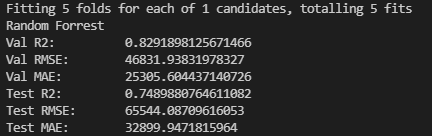 Fitting 5 folds for each of 1 candidates, totalling 5 fits
Random Forrest
Val R2: 0.8291898125671466
Val RMSE: 46831.93831978327
Val MAE: 25305.604437140726
Test R2: 0.7489880764611082
Test RMSE: 65544.08709616053
Test MAE: 32899.9471815964